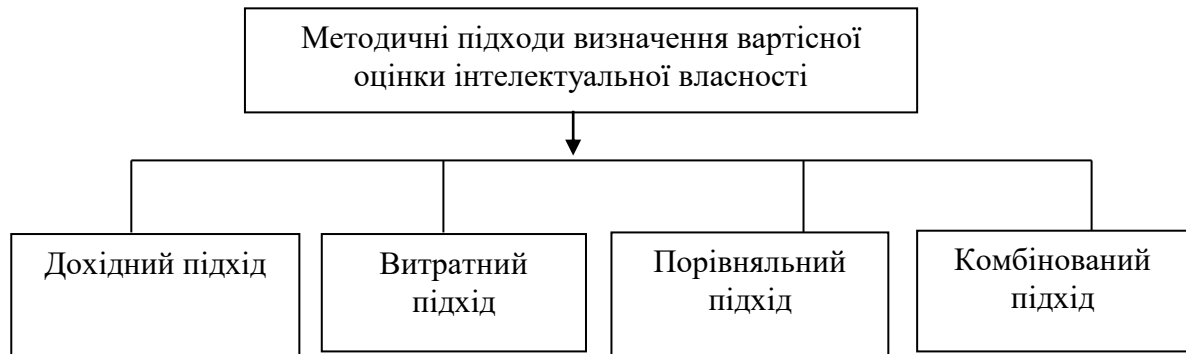 Методичні підходи визначення вартісної
оцінки інтелектуальної власності
Дохідний підхід
Витратний
підхід
Порівняльний
підхід
Комбінований
підхід